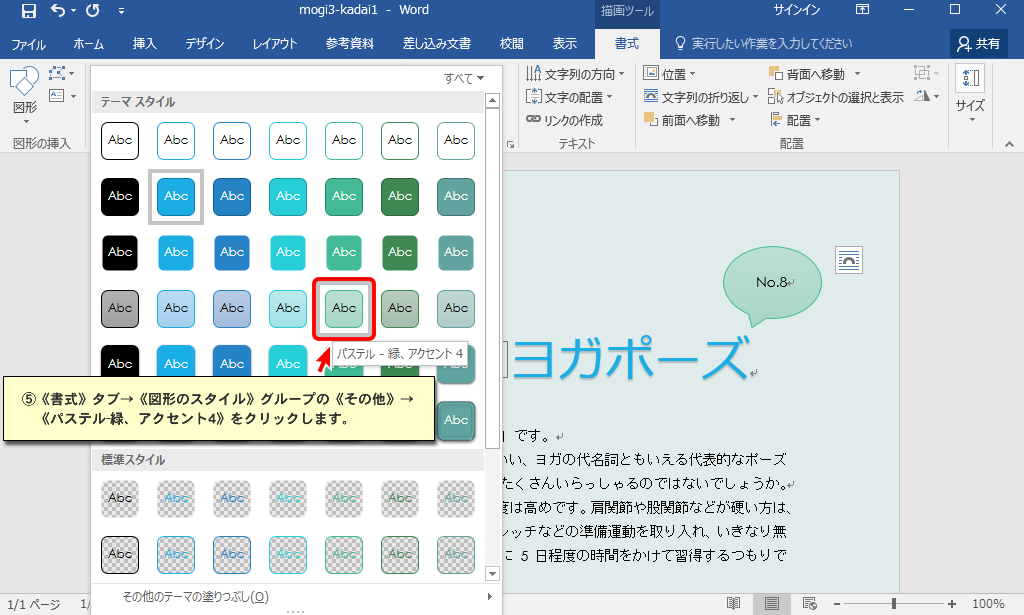 mogi3-kadai1 - Word
描画ツール
サインイン
ファイル ホーム 挿入 デザイン レイアウト 参考資料 差し込み文書 校閲 表示 書式 実行したい作業を入力してください 共有
図形
図形の挿入
すべて
テーマ スタイル
Abc Abc Abc Abc Abc Abc Abc
Abc Abc Abc Abc Abc Abc Abc
Abc Abc Abc Abc Abc Abc Abc
Abc Abc Abc Abc Abc Abc Abc
Abc Abc Abc Abc
パステル - 緑、アクセント 4
⑤《書式》タブ→《図形のスタイル》グループの《その他》→
《パステル-緑、アクセント4》をクリックします。
Abc
標準スタイル
Abc Abc Abc Abc Abc Abc Abc
Abc Abc Abc Abc Abc Abc Abc
その他のテーマの塗りつぶし(O)
文字列の方向
文字の配置
リンクの作成
テキスト
位置
文字列の折り返し
前面へ移動
背面へ移動
オブジェクトの選択と表示
配置
配置
サイズ
No.8
ヨガポーズ
です。
い、ヨガの代名詞ともいえる代表的なポーズ
たくさんいらっしゃるのではないでしょうか。
度は高めです。肩関節や股関節などが硬い方は、
レッチなどの準備運動を取り入れ、いきなり無
に 5 日程度の時間をかけて習得するつもりで
1/1 ページ
100%